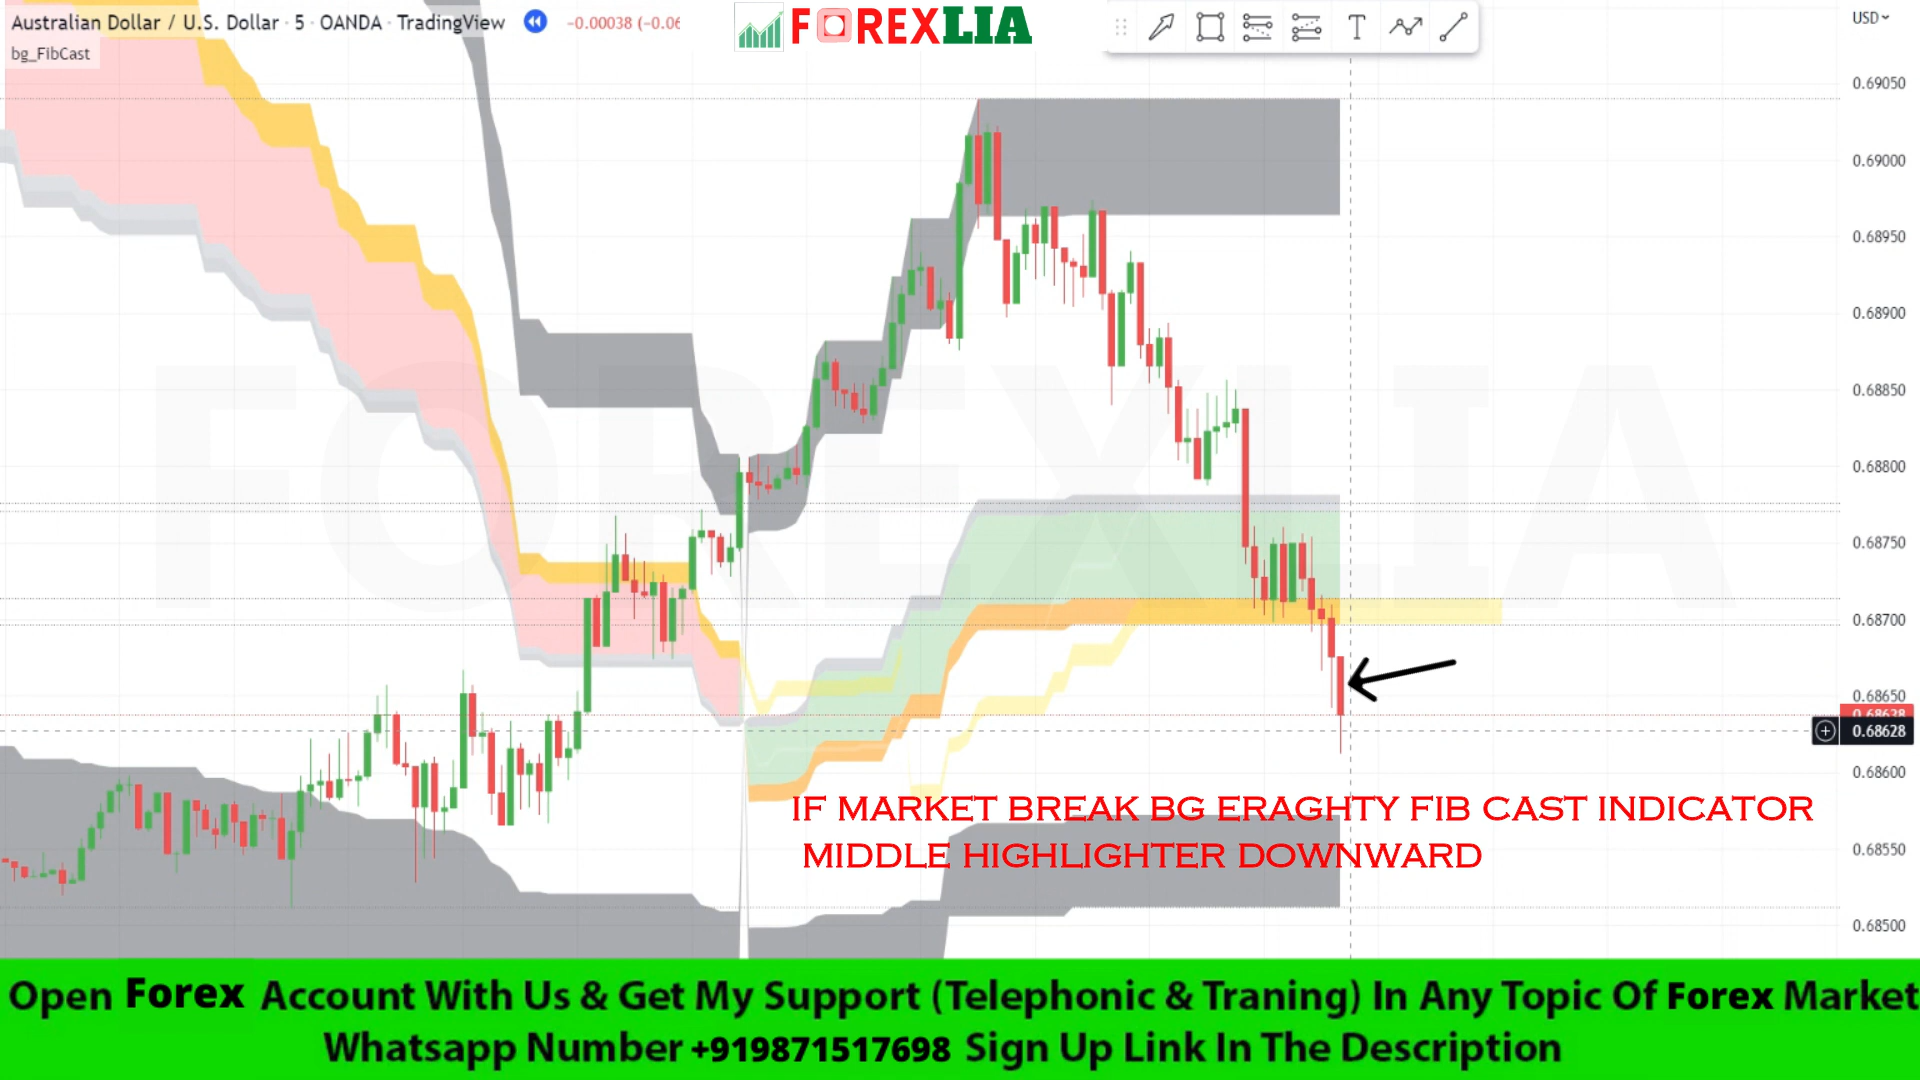 Australian Dollar / U.S. Dollar · 5 · OANDA · TradingView
-0.00038 (-0.06
bg_FibCast
FOREXLIA
T
USD
0.69050
0.69000
0.68950
0.68900
0.68850
0.68800
0.68750
0.68700
0.68650
0.68628
0.68628
0.68600
0.68550
0.68500
FOREXLIA
IF MARKET BREAK BG ERAGHTY FIB CAST INDICATOR
MIDDLE HIGHLIGHTER DOWNWARD
Open Forex Account With Us & Get My Support (Telephonic & Traning) In Any Topic Of Forex Market
Whatsapp Number +919871517698 Sign Up Link In The Description